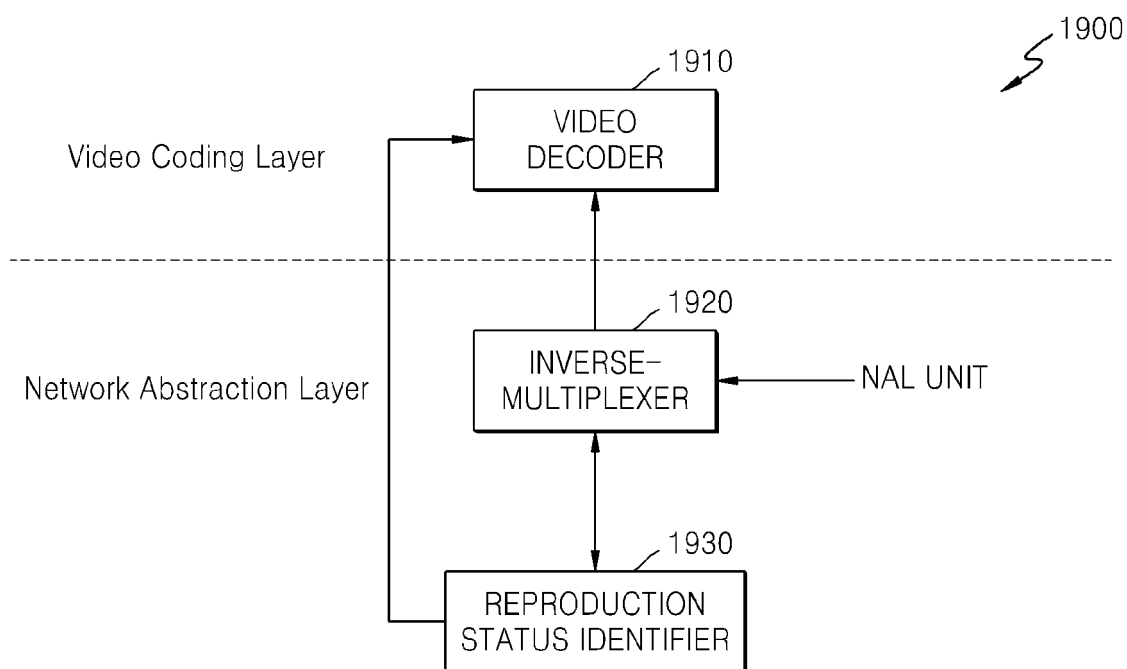 1900
1910
VIDEO
DECODER
Video Coding Layer
1920
INVERSE-
MULTIPLEXER
NAL UNIT
Network Abstraction Layer
1930
REPRODUCTION
STATUS IDENTIFIER